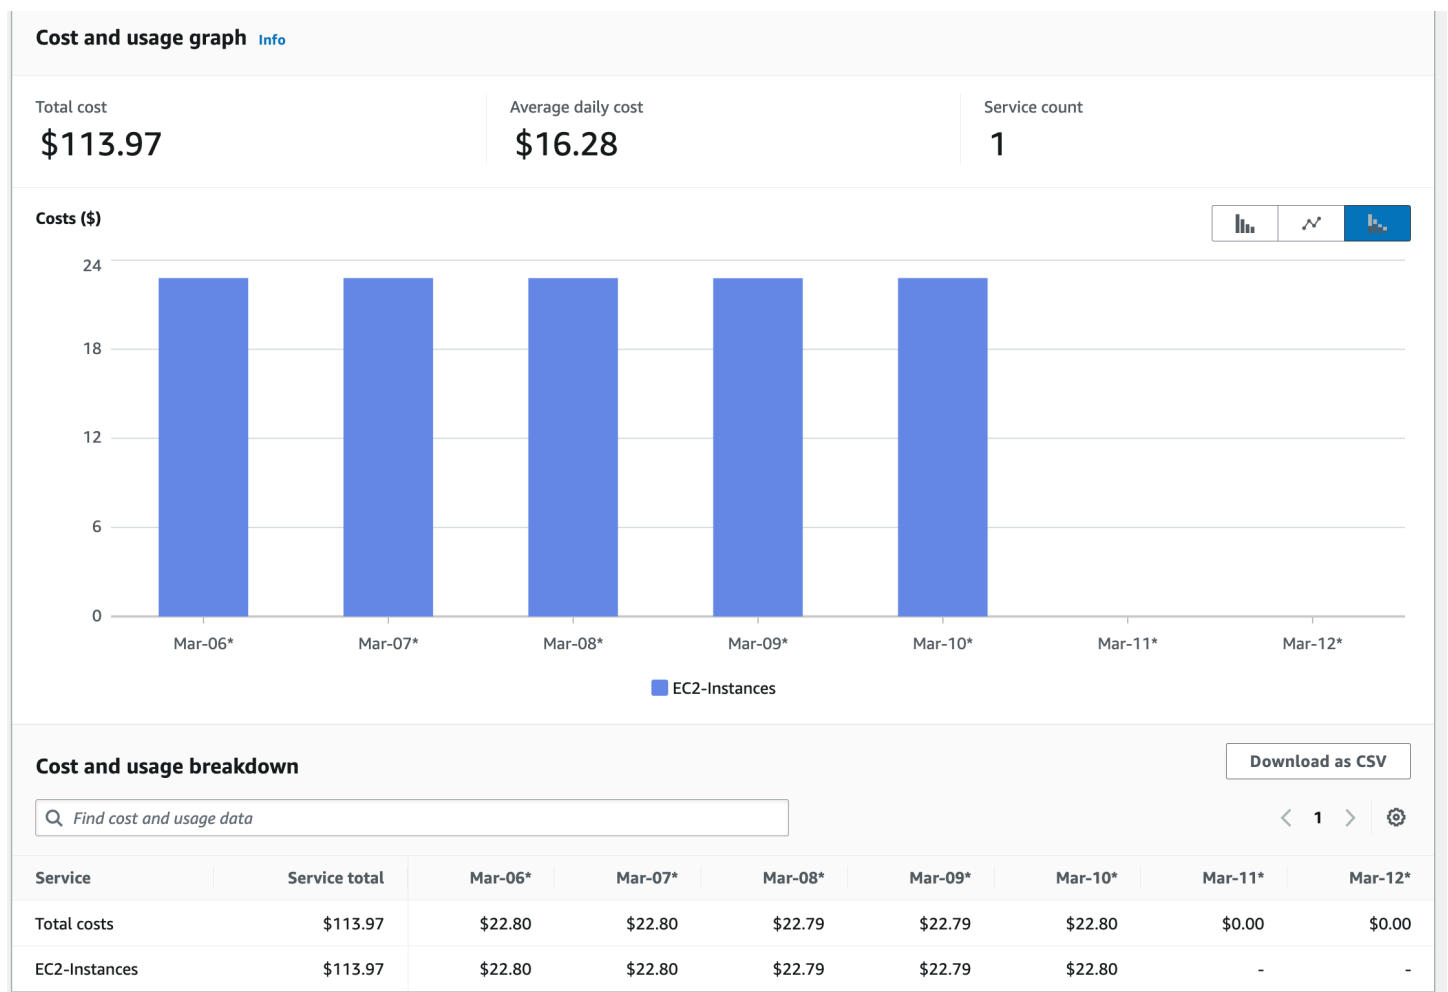 Cost and usage graph Info
Total cost Average daily cost Service count
$113.97 $16.28 1
Costs ($)
24
18
12
6
0
Mar-06* Mar-07* Mar-08* Mar-09* Mar-10* Mar-11* Mar-12*
EC2-Instances
Cost and usage breakdown Download as CSV
Find cost and usage data 1
Service Service total Mar-06* Mar-07* Mar-08* Mar-09* Mar-10* Mar-11* Mar-12*
Total costs $113.97 $22.80 $22.80 $22.79 $22.79 $22.80 $0.00 $0.00
EC2-Instances $113.97 $22.80 $22.80 $22.79 $22.79 $22.80 - -